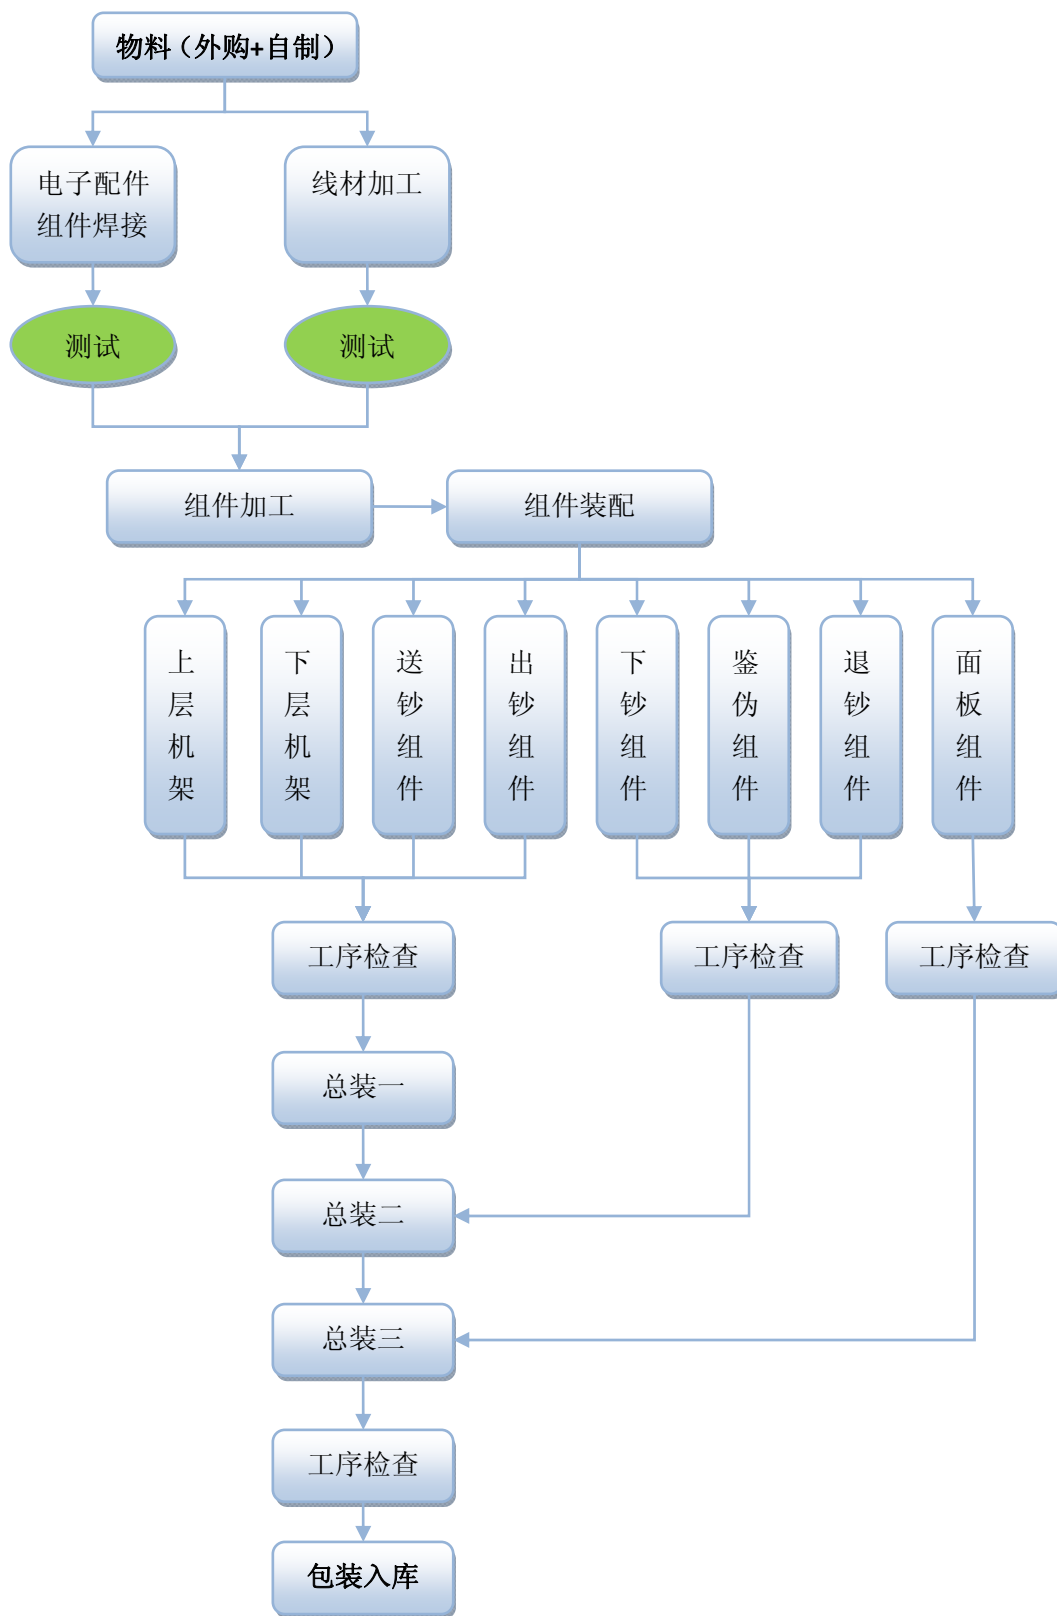 物料（外购+自制）
电子配件
组件焊接
线材加工
测试
测试
组件加工
组件装配
上层机架
下层机架
送钞组件
出钞组件
下钞组件
鉴伪组件
退钞组件
面板组件
工序检查
工序检查
工序检查
总装一
总装二
总装三
工序检查
包装入库